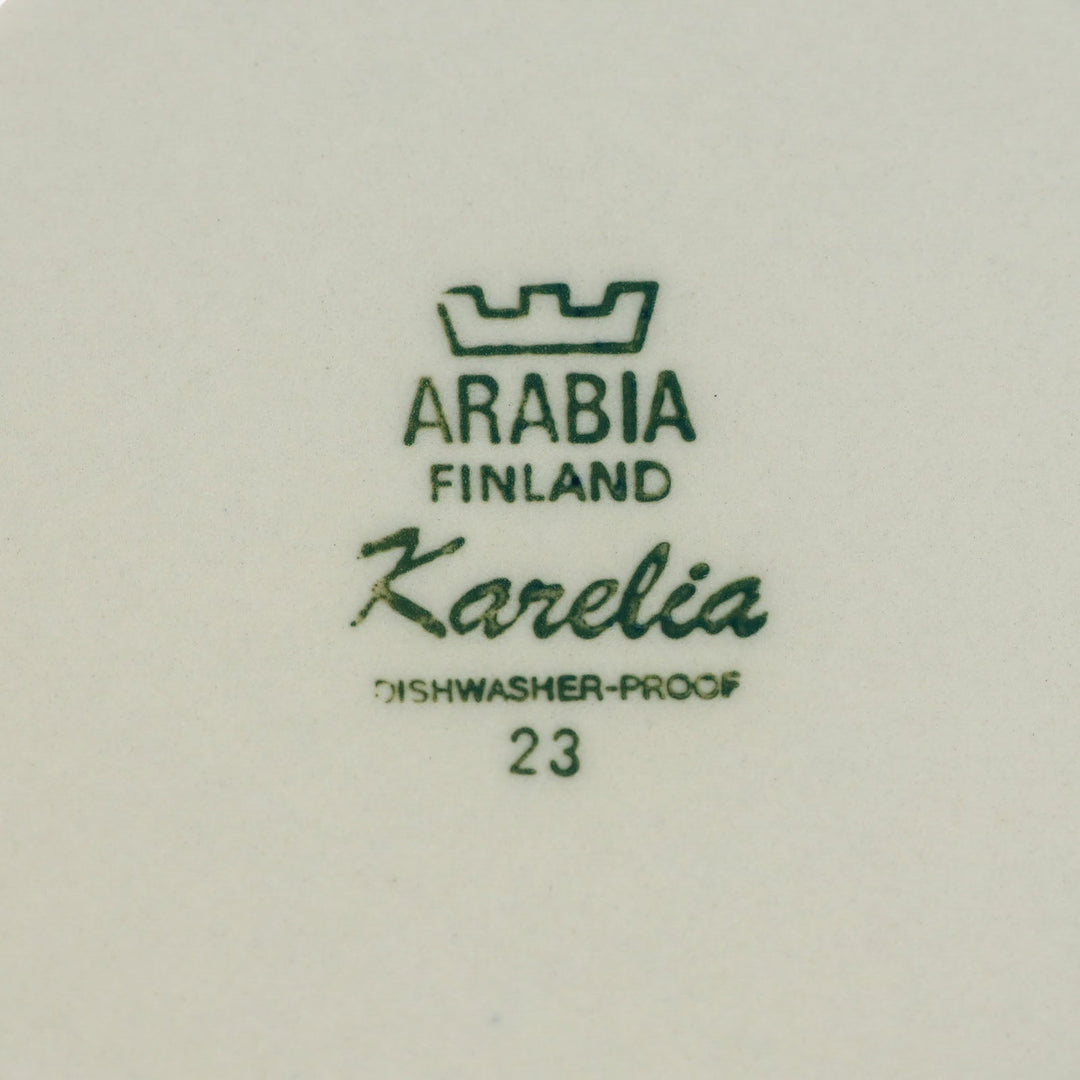 ARABIA
FINLAND
Karelia
DISHWASHER-PROOF
23